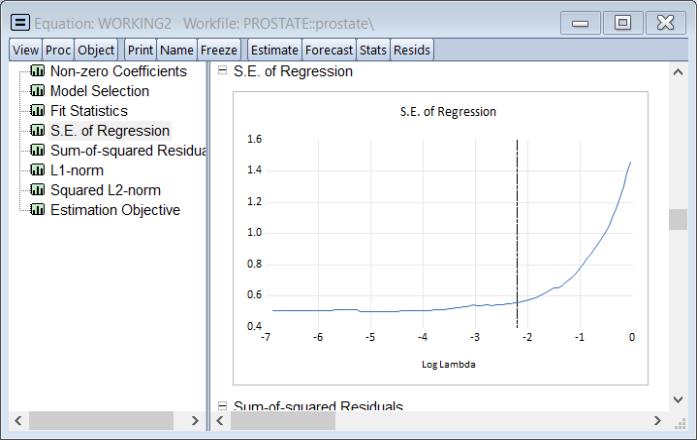 Equation: WORKING2 Workfile: PROSTATE::prostate\
View Proc Object Print Name Freeze Estimate Forecast Stats Resids
Non-zero Coefficients
Model Selection
Fit Statistics
S.E. of Regression
Sum-of-squared Residua
L1-norm
Squared L2-norm
Estimation Objective
S.E. of Regression
S.E. of Regression
1.6
1.4
1.2
1.0
0.8
0.6
0.4
-7 -6 -5 -4 -3 -2 -1 0
Log Lambda
Sum-of-squared Residuals